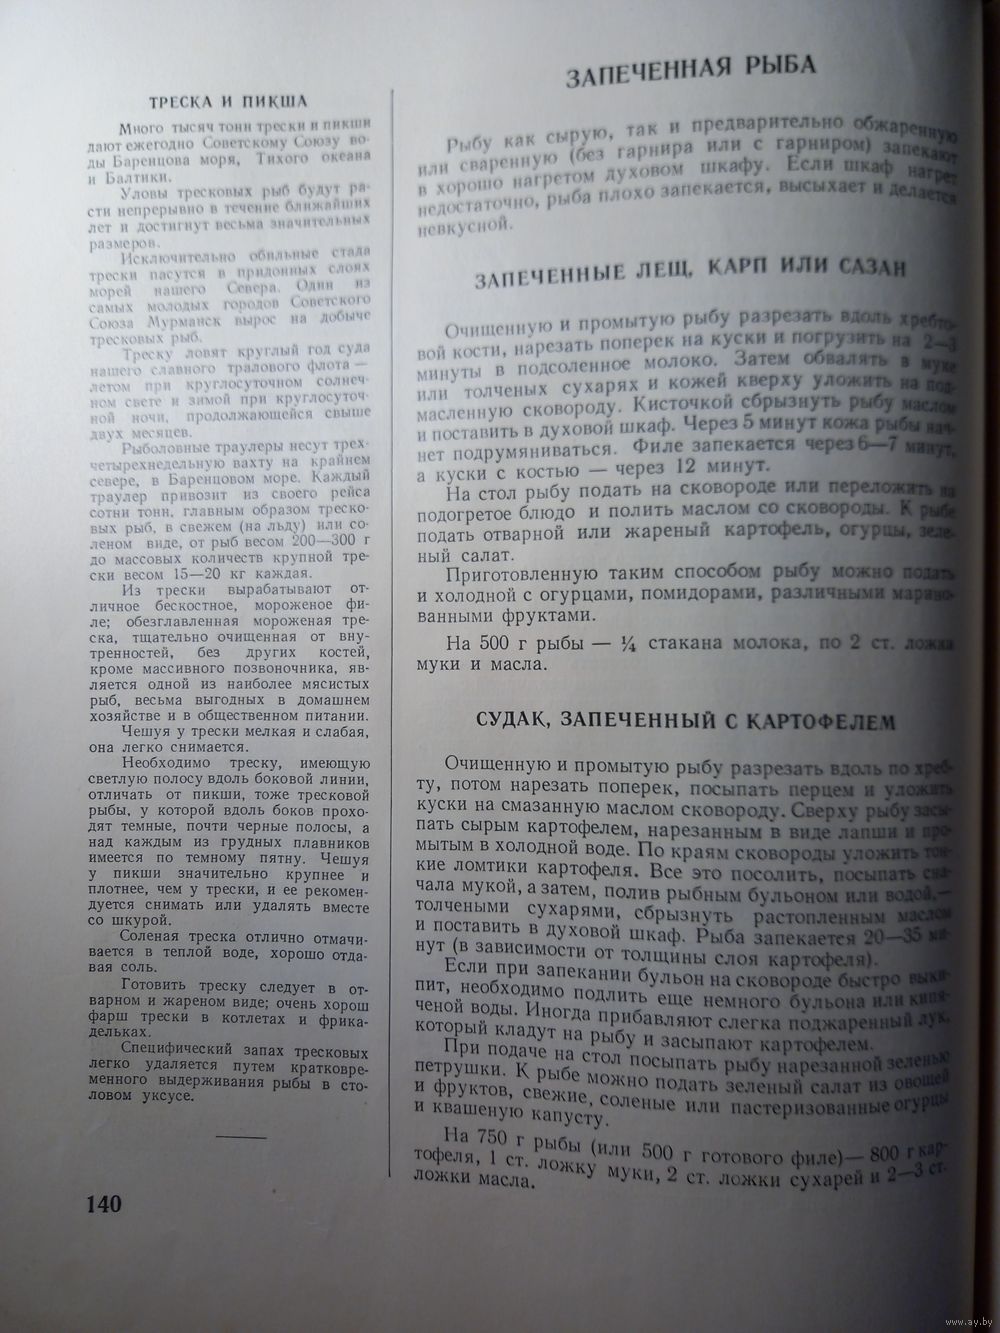 ТРЕСКА И ПИКША
Много тысяч тонн трески и пикши
дают ежегодно Советскому Союзу во-
ды Баренцова моря, Тихого океана
и Балтики.
Уловы тресковых рыб будут ра-
сти непрерывно в течение ближайших
лет и достигнут весьма значительных
размеров.
Исключительно обильные стада
трески пасутся в придонных слоях
морей нашего Севера. Один из
самых молодых городов Советского
Союза Мурманск вырос на добыче
тресковых рыб.
Треску ловят круглый год суда
нашего славного тралового флота —
летом при круглосуточном солнеч-
ном свете и зимой при круглосуточ-
ной ночи, продолжающейся свыше
двух месяцев.
Рыболовные траулеры несут трех-
четырехнедельную вахту на крайнем
севере, в Баренцовом море. Каждый
траулер привозит из своего рейса
сотни тонн, главным образом треско-
вых рыб, в свежем (на льду) или со-
леном виде, от рыб весом 200—300 г
до массовых количеств крупной тре-
ски весом 15—20 кг каждая.
Из трески вырабатывают от-
личное бескостное, мороженое фи-
ле; обезглавленная мороженая тре-
ска, тщательно очищенная от вну-
тренностей, без других костей,
кроме массивного позвоночника, яв-
ляется одной из наиболее мясистых
рыб, весьма выгодных в домашнем
хозяйстве и в общественном питании.
Чешуя у трески мелкая и слабая,
она легко снимается.
Необходимо треску, имеющую
светлую полосу вдоль боковой линии,
отличать от пикши, тоже тресковой
рыбы, у которой вдоль боков прохо-
дят темные, почти черные полосы, а
над каждым из грудных плавников
имеется по темному пятну. Чешуя
у пикши значительно крупнее и
плотнее, чем у трески, и ее рекомен-
дуется снимать или удалять вместе
со шкурой.
Соленая треска отлично отмачи-
вается в теплой воде, хорошо отда-
вая соль.
Готовить треску следует в от-
варном и жареном виде; очень хорош
фарш трески в котлетах и фрика-
дельках.
Специфический запах тресковых
легко удаляется путем кратковре-
менного выдерживания рыбы в сто-
ловом уксусе.
140
ЗАПЕЧЕННАЯ РЫБА
Рыбу как сырую, так и предварительно обжаренную
или сваренную (без гарнира или с гарниром) запекают
в хорошо нагретом духовом шкафу. Если шкаф нагрет
недостаточно, рыба плохо запекается, высыхает и делается
невкусной.
ЗАПЕЧЕННЫЕ ЛЕЩ, КАРП ИЛИ САЗАН
Очищенную и промытую рыбу разрезать вдоль хребто-
вой кости, нарезать поперек на куски и погрузить на 2—3
минуты в подсоленное молоко. Затем обвалять в муке
или толченых сухарях и кожей кверху уложить на под-
масленную сковороду. Кисточкой сбрызнуть рыбу маслом
и поставить в духовой шкаф. Через 5 минут кожа рыбы нач-
нет подрумяниваться. Филе запекается через 6—7 минут,
а куски с костью — через 12 минут.
На стол рыбу подать на сковороде или переложить на
подогретое блюдо и полить маслом со сковороды. К рыбе
подать отварной или жареный картофель, огурцы, зеле-
ный салат.
Приготовленную таким способом рыбу можно подать
и холодной с огурцами, помидорами, различными марино-
ванными фруктами.
На 500 г рыбы — ¼ стакана молока, по 2 ст. ложки
муки и масла.
СУДАК, ЗАПЕЧЕННЫЙ С КАРТОФЕЛЕМ
Очищенную и промытую рыбу разрезать вдоль по хреб-
ту, потом нарезать поперек, посыпать перцем и уложить
куски на смазанную маслом сковороду. Сверху рыбу засы-
пать сырым картофелем, нарезанным в виде лапши и про-
мытым в холодной воде. По краям сковороды уложить тон-
кие ломтики картофеля. Все это посолить, посыпать сна-
чала мукой, а затем, полив рыбным бульоном или водой,—
толчеными сухарями, сбрызнуть растопленным маслом
и поставить в духовой шкаф. Рыба запекается 20—35 ми-
нут (в зависимости от толщины слоя картофеля).
Если при запекании бульон на сковороде быстро выки-
пит, необходимо подлить еще немного бульона или кипя-
ченой воды. Иногда прибавляют слегка поджаренный лук,
который кладут на рыбу и засыпают картофелем.
При подаче на стол посыпать рыбу нарезанной зеленью
петрушки. К рыбе можно подать зеленый салат из овощей
и фруктов, свежие, соленые или пастеризованные огурцы
и квашеную капусту.
На 750 г рыбы (или 500 г готового филе)— 800 г кар-
тофеля, 1 ст. ложку муки, 2 ст. ложки сухарей и 2—3 ст.
ложки масла.
www.ay.by